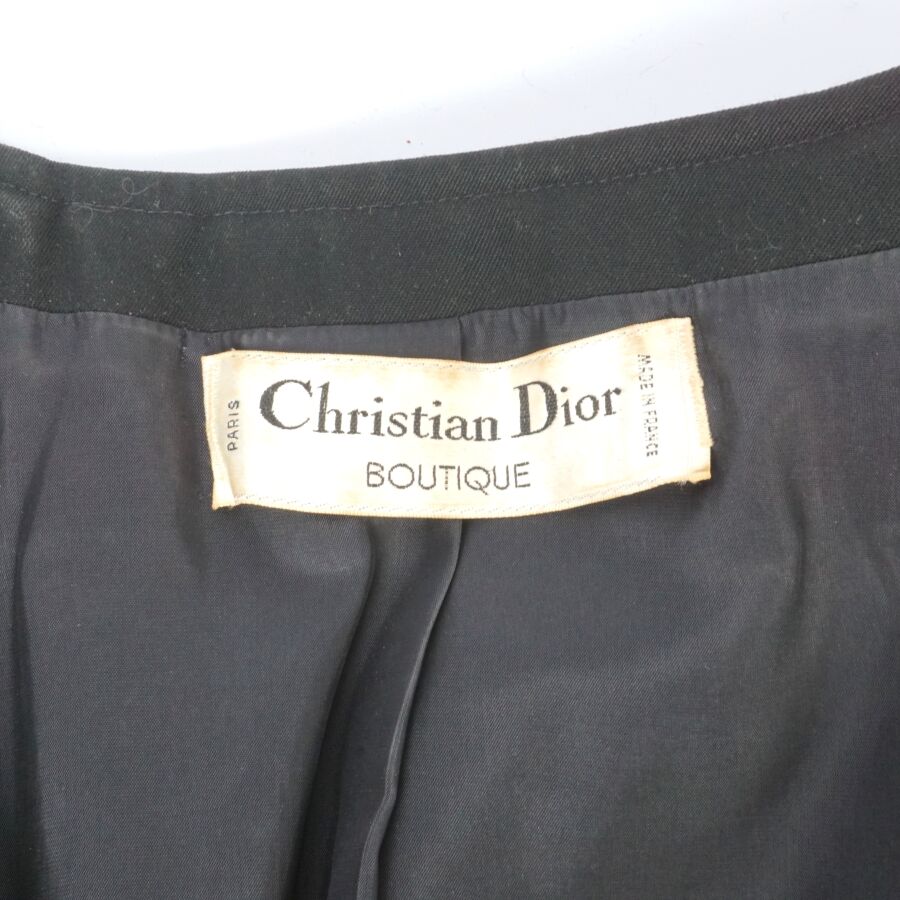 PARIS
Christian Dior
BOUTIQUE
MADE IN FRANCE